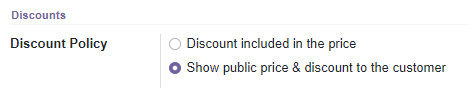 Discounts
Discount Policy
Discount included in the price
Show public price & discount to the customer